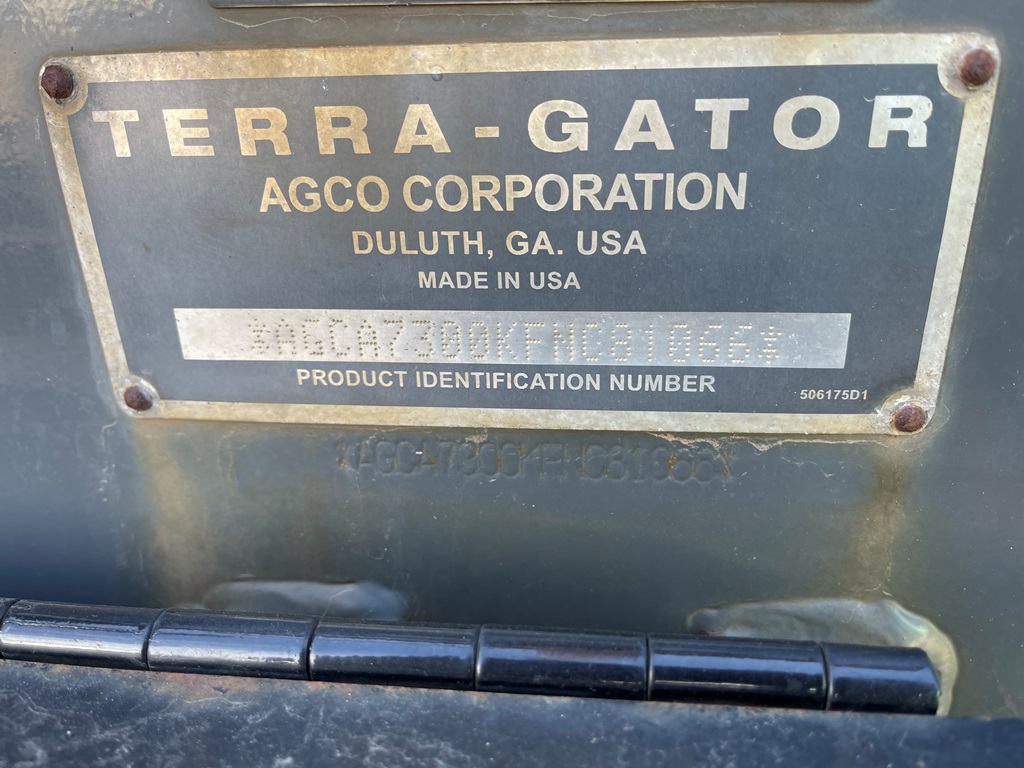 TERRA-GATOR
AGCO CORPORATION
DULUTH, GA. USA
MADE IN USA
*AGCA7300KFNC81066*
PRODUCT IDENTIFICATION NUMBER
506175D1